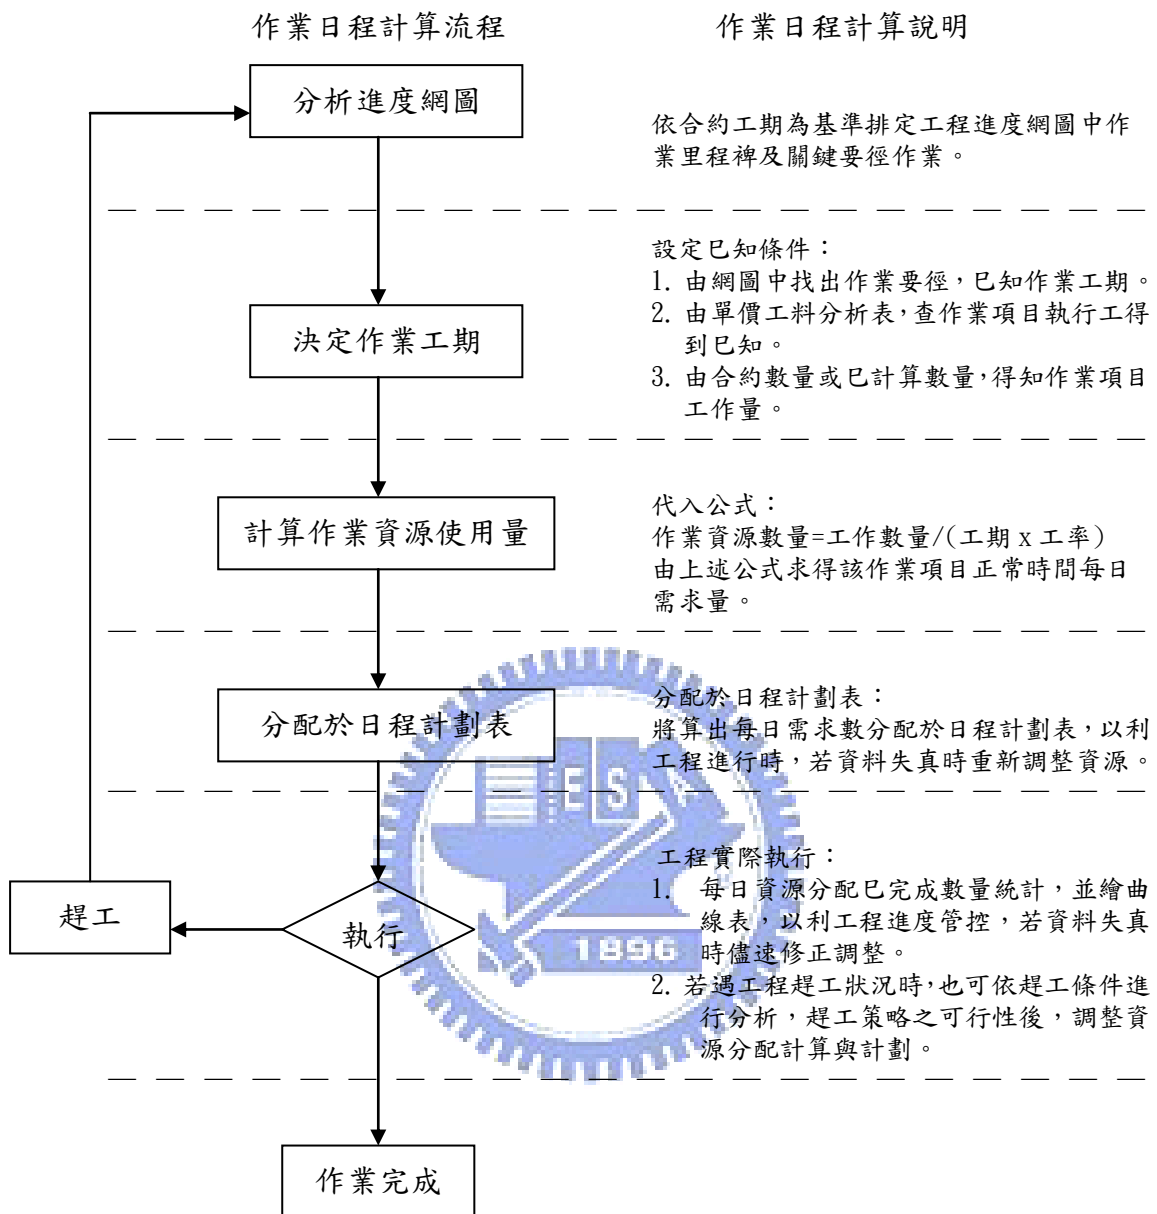 作業日程計算流程
作業日程計算說明
分析進度網圖
依合約工期為基準排定工程進度網圖中作
業里程裨及關鍵要徑作業。
設定已知條件：
1. 由網圖中找出作業要徑，已知作業工期。
2. 由單價工料分析表，查作業項目執行工得
到已知。
3. 由合約數量或已計算數量，得知作業項目
工作量。
決定作業工期
計算作業資源使用量
代入公式：
作業資源數量=工作數量/(工期 x 工率)
由上述公式求得該作業項目正常時間每日
需求量。
分配於日程計劃表
分配於日程計劃表：
將算出每日需求數分配於日程計劃表，以利
工程進行時，若資料失真時重新調整資源。
ES
1896
工程實際執行：
1. 每日資源分配已完成數量統計，並繪曲
線表，以利工程進度管控，若資料失真
時儘速修正調整。
2. 若遇工程趕工狀況時，也可依趕工條件進
行分析，趕工策略之可行性後，調整資
源分配計算與計劃。
趕工
執行
作業完成